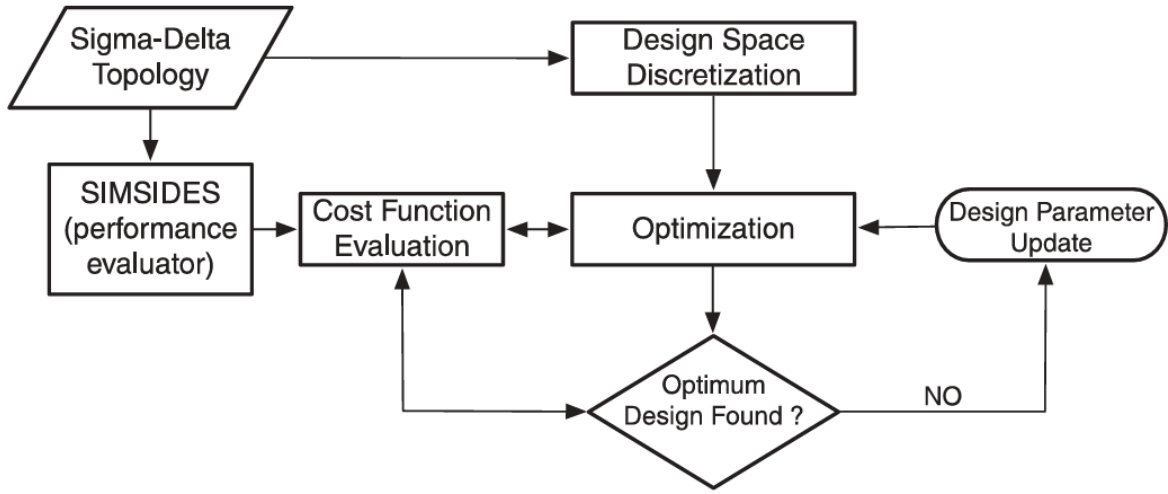 Sigma-Delta
Topology
Design Space
Discretization
SIMSIDES
(performance
evaluator)
Cost Function
Evaluation
Optimization
Design Parameter
Update
Optimum
Design Found ?
NO